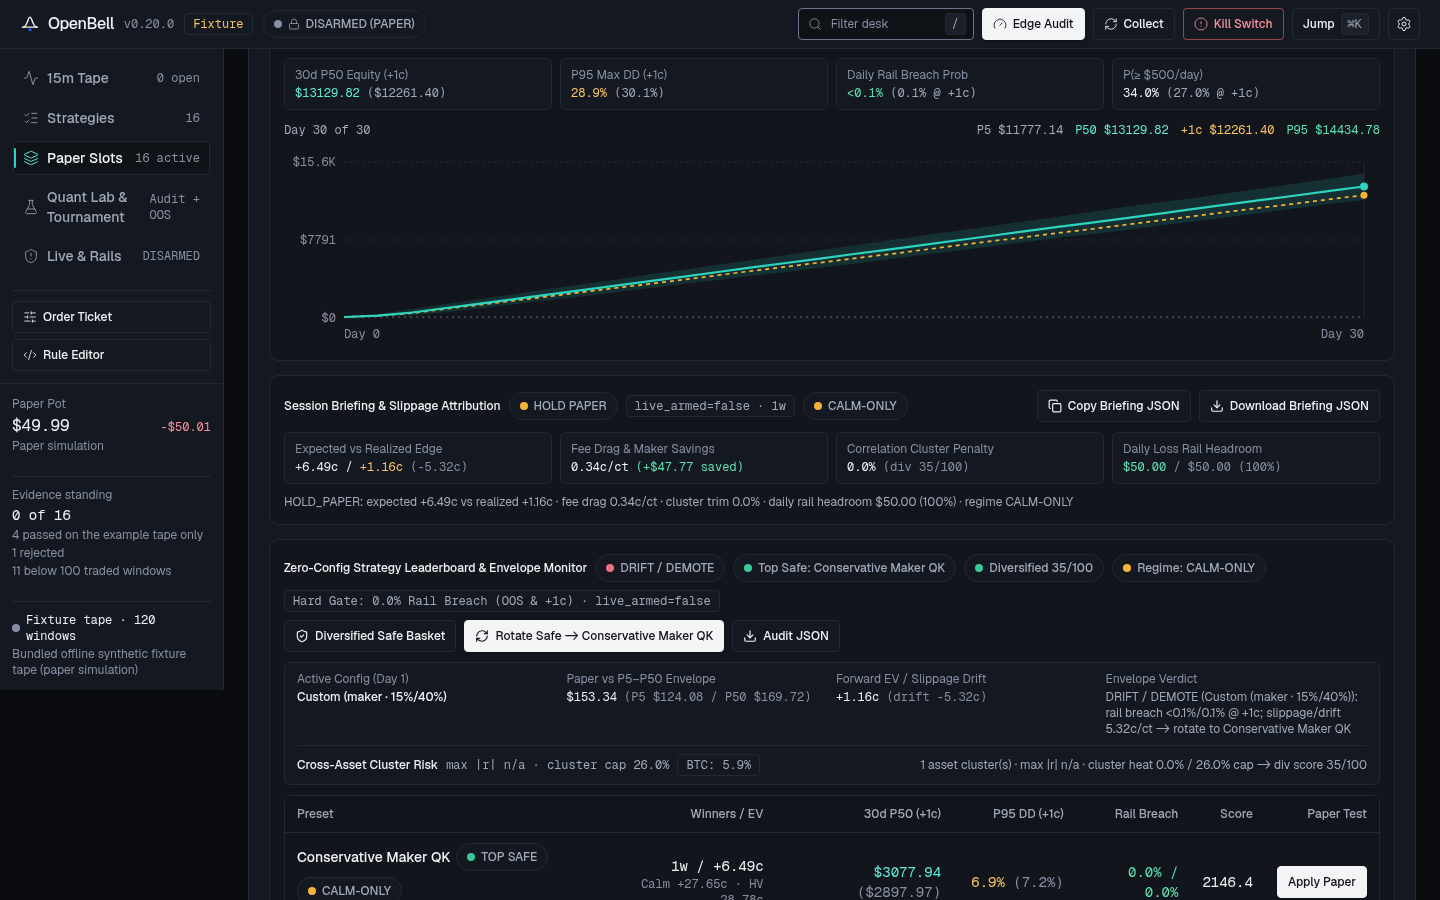 OpenBell v0.20.0 Fixture DISARMED (PAPER) Filter desk / Edge Audit Collect Kill Switch Jump ⌘K
15m Tape 0 open
Strategies 16
Paper Slots 16 active
Quant Lab & Tournament Audit + OOS
Live & Rails DISARMED
Order Ticket
Rule Editor
Paper Pot
$49.99 -$50.01
Paper simulation
Evidence standing
0 of 16
4 passed on the example tape only
1 rejected
11 below 100 traded windows
Fixture tape · 120
windows
Bundled offline synthetic fixture
tape (paper simulation)
30d P50 Equity (+1c)
$13129.82 ($12261.40)
P95 Max DD (+1c)
28.9% (30.1%)
Daily Rail Breach Prob
<0.1% (0.1% @ +1c)
P(≥ $500/day)
34.0% (27.0% @ +1c)
Day 30 of 30 P5 $11777.14 P50 $13129.82 +1c $12261.40 P95 $14434.78
$15.6K
$7791
$0
Day 0 Day 30
Session Briefing & Slippage Attribution HOLD PAPER live_armed=false · 1w CALM-ONLY Copy Briefing JSON Download Briefing JSON
Expected vs Realized Edge
+6.49c / +1.16c (-5.32c)
Fee Drag & Maker Savings
0.34c/ct (+$47.77 saved)
Correlation Cluster Penalty
0.0% (div 35/100)
Daily Loss Rail Headroom
$50.00 / $50.00 (100%)
HOLD_PAPER: expected +6.49c vs realized +1.16c · fee drag 0.34c/ct · cluster trim 0.0% · daily rail headroom $50.00 (100%) · regime CALM-ONLY
Zero-Config Strategy Leaderboard & Envelope Monitor DRIFT / DEMOTE Top Safe: Conservative Maker QK Diversified 35/100 Regime: CALM-ONLY
Hard Gate: 0.0% Rail Breach (OOS & +1c) · live_armed=false
Diversified Safe Basket Rotate Safe -> Conservative Maker QK Audit JSON
Active Config (Day 1)
Custom (maker · 15%/40%)
Paper vs P5–P50 Envelope
$153.34 (P5 $124.08 / P50 $169.72)
Forward EV / Slippage Drift
+1.16c (drift -5.32c)
Envelope Verdict
DRIFT / DEMOTE (Custom (maker · 15%/40%)):
rail breach <0.1%/0.1% @ +1c; slippage/drift
5.32c/ct -> rotate to Conservative Maker QK
Cross-Asset Cluster Risk max |r| n/a · cluster cap 26.0% BTC: 5.9% 1 asset cluster(s) · max |r| n/a · cluster heat 0.0% / 26.0% cap -> div score 35/100
Preset Winners / EV 30d P50 (+1c) P95 DD (+1c) Rail Breach Score Paper Test
Conservative Maker QK TOP SAFE
CALM-ONLY
1w / +6.49c
Calm +27.65c · HV
28.78c
$3077.94
($2897.97)
6.9% (7.2%)
0.0% /
0.0%
2146.4
Apply Paper